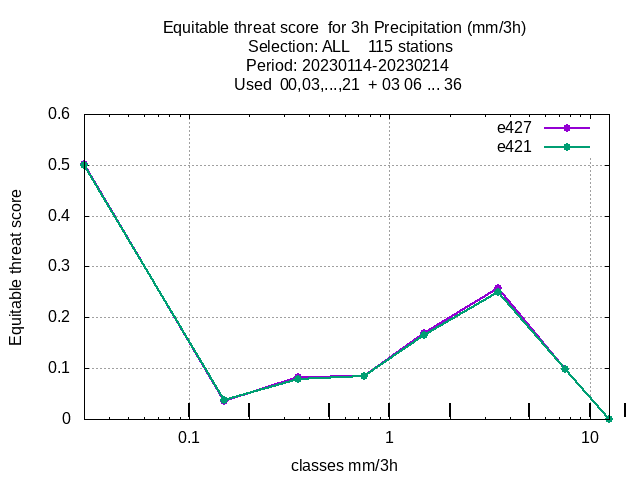 Equitable threat score  for 3h Precipitation (mm/3h)
Selection: ALL    115 stations
Period: 20230114-20230214
Used  00,03,...,21  + 03 06 ... 36
e427
e421
0.6
0.5
0.4
0.3
0.2
0.1
0
Equitable threat score
0.1 1 10
classes mm/3h